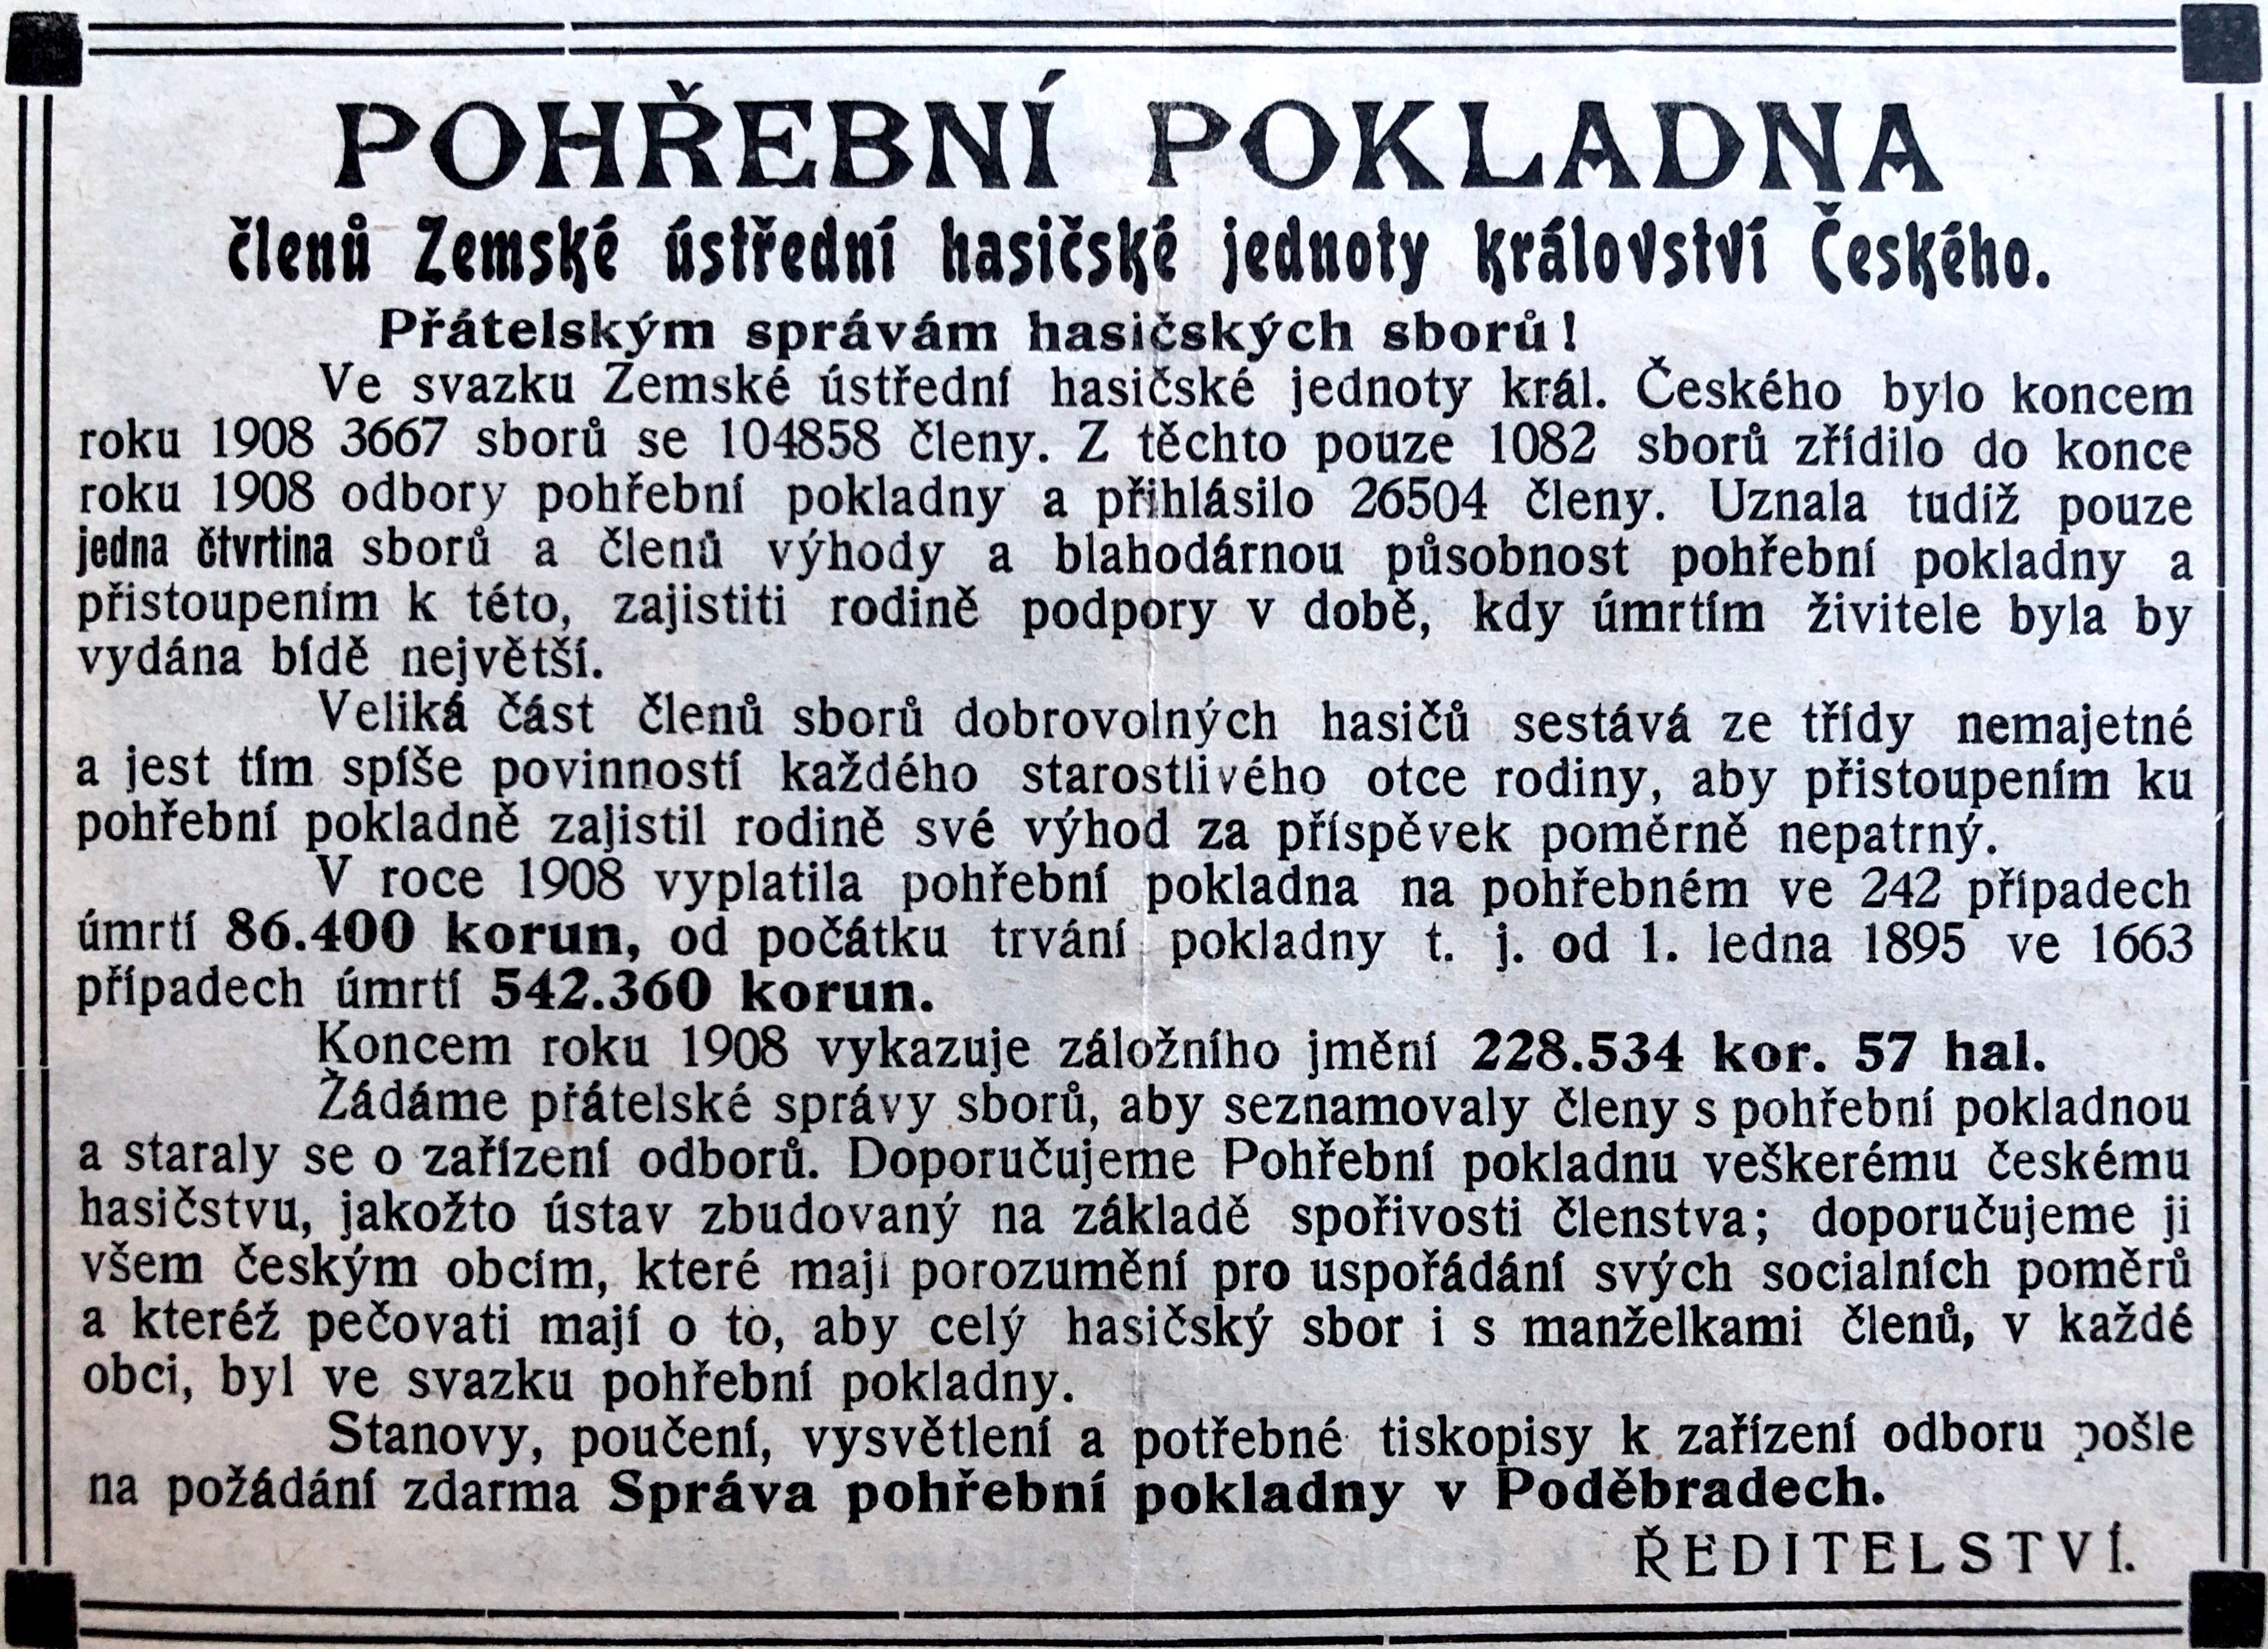 POHŘEBNÍ POKLADNA
členů Zemské ústřední hasičské jednoty království Českého.
Přátelským správám hasičských sborů!
Ve svazku Zemské ústřední hasičské jednoty král. Českého bylo koncem
roku 1908 3667 sborů se 104858 členy. Z těchto pouze 1082 sborů zřídilo do konce
roku 1908 odbory pohřební pokladny a přihlásilo 26504 členy. Uznala tudíž pouze
jedna čtvrtina sborů a členů výhody a blahodárnou působnost pohřební pokladny a
přistoupením k této, zajistiti rodině podpory v době, kdy úmrtím živitele byla by
vydána bídě největší.
Veliká část členů sborů dobrovolných hasičů sestává ze třídy nemajetné
a jest tím spíše povinností každého starostlivého otce rodiny, aby přistoupením ku
pohřební pokladně zajistil rodině své výhod za příspěvek poměrně nepatrný.
V roce 1908 vyplatila pohřební pokladna na pohřebném ve 242 případech
úmrtí 86.400 korun, od počátku trvání pokladny t. j. od 1. ledna 1895 ve 1663
případech úmrtí 542.360 korun.
Koncem roku 1908 vykazuje záložního jmění 228.534 kor. 57 hal.
Žádáme přátelské správy sborů, aby seznamovaly členy s pohřební pokladnou
a staraly se o zařízení odborů. Doporučujeme Pohřební pokladnu veškerému českému
hasičstvu, jakožto ústav zbudovaný na základě spořivosti členstva; doporučujeme ji
všem českým obcím, které mají porozumění pro uspořádání svých socialních poměrů
a kteréž pečovati mají o to, aby celý hasičský sbor i s manželkami členů, v každé
obci, byl ve svazku pohřební pokladny.
Stanovy, poučení, vysvětlení a potřebné tiskopisy k zařízení odboru pošle
na požádání zdarma Správa pohřební pokladny v Poděbradech.
ŘEDITELSTVÍ.